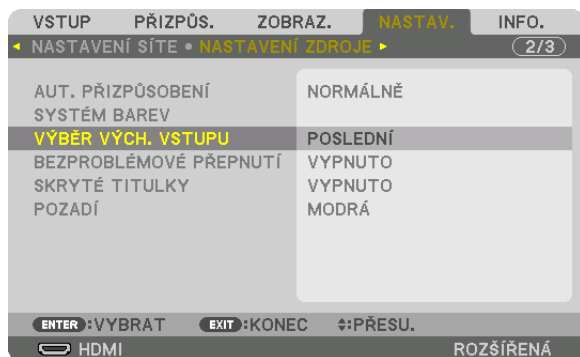 VSTUP PŘIZPŮS. ZOBRAZ. NASTAV. INFO.
NASTAVENÍ SÍTE • NASTAVENÍ ZDROJE 2/3
AUT. PŘIZPŮSOBENÍ NORMÁLNĚ
SYSTÉM BAREV
VÝBĚR VÝCH. VSTUPU POSLEDNÍ
BEZPROBLÉMOVÉ PŘEPNUTÍ VYPNUTO
SKRYTÉ TITULKY VYPNUTO
POZADÍ MODRÁ
ENTER :VYBRAT EXIT :KONEC :PŘESU.
HDMI ROZŠÍŘENÁ